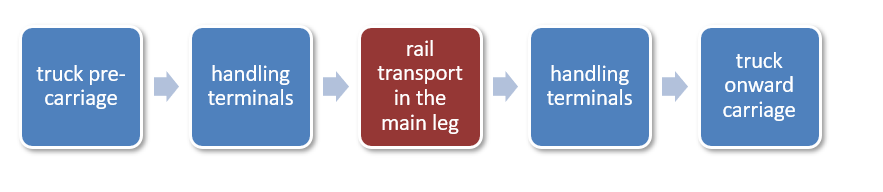 truck pre-
carriage
handling
terminals
rail
transport
in the
main leg
handling
terminals
truck
onward
carriage